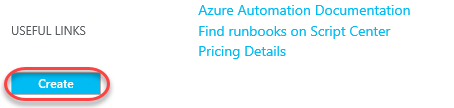 USEFUL LINKS
Azure Automation Documentation
Find runbooks on Script Center
Pricing Details
Create